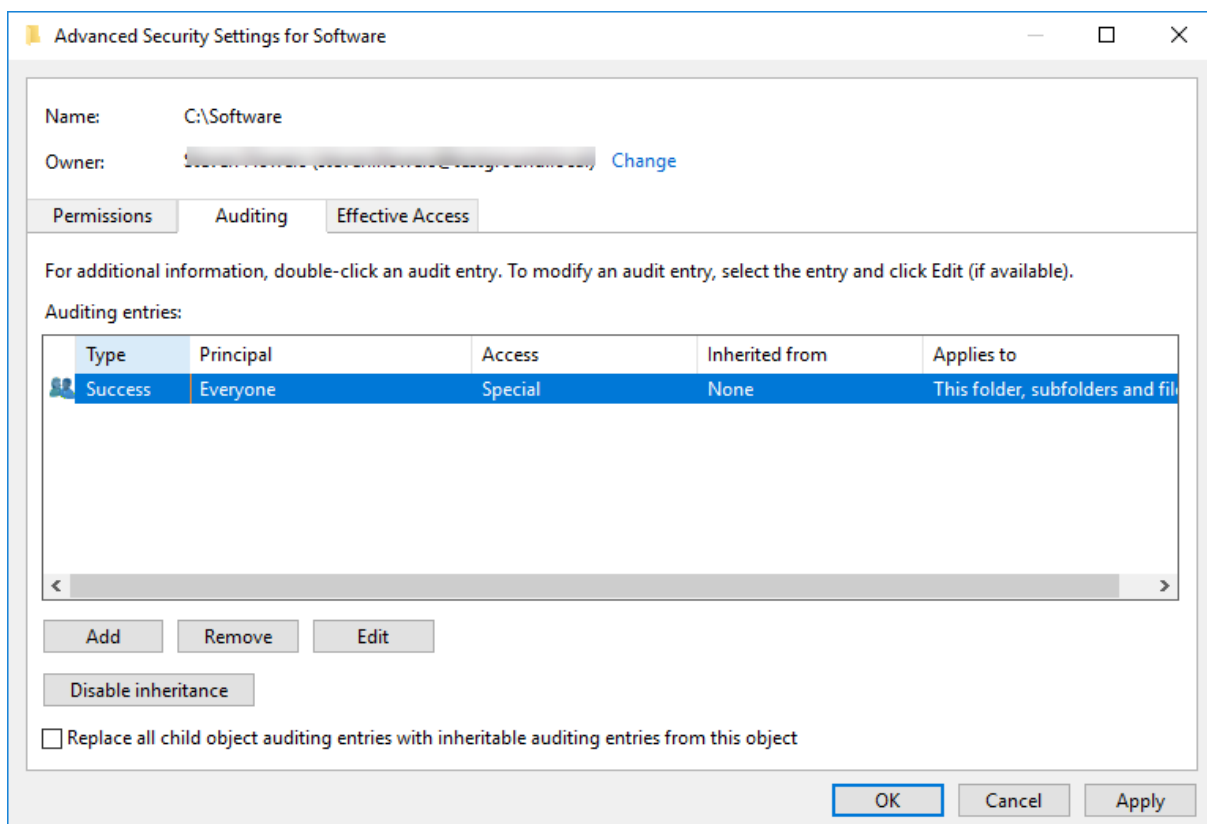 Advanced Security Settings for Software
Name: C:\Software
Owner: Change
Permissions Auditing Effective Access
For additional information, double-click an audit entry. To modify an audit entry, select the entry and click Edit (if available).
Auditing entries:
Type Principal Access Inherited from Applies to
Success Everyone Special None This folder, subfolders and file
Add Remove Edit
Disable inheritance
Replace all child object auditing entries with inheritable auditing entries from this object
OK Cancel Apply